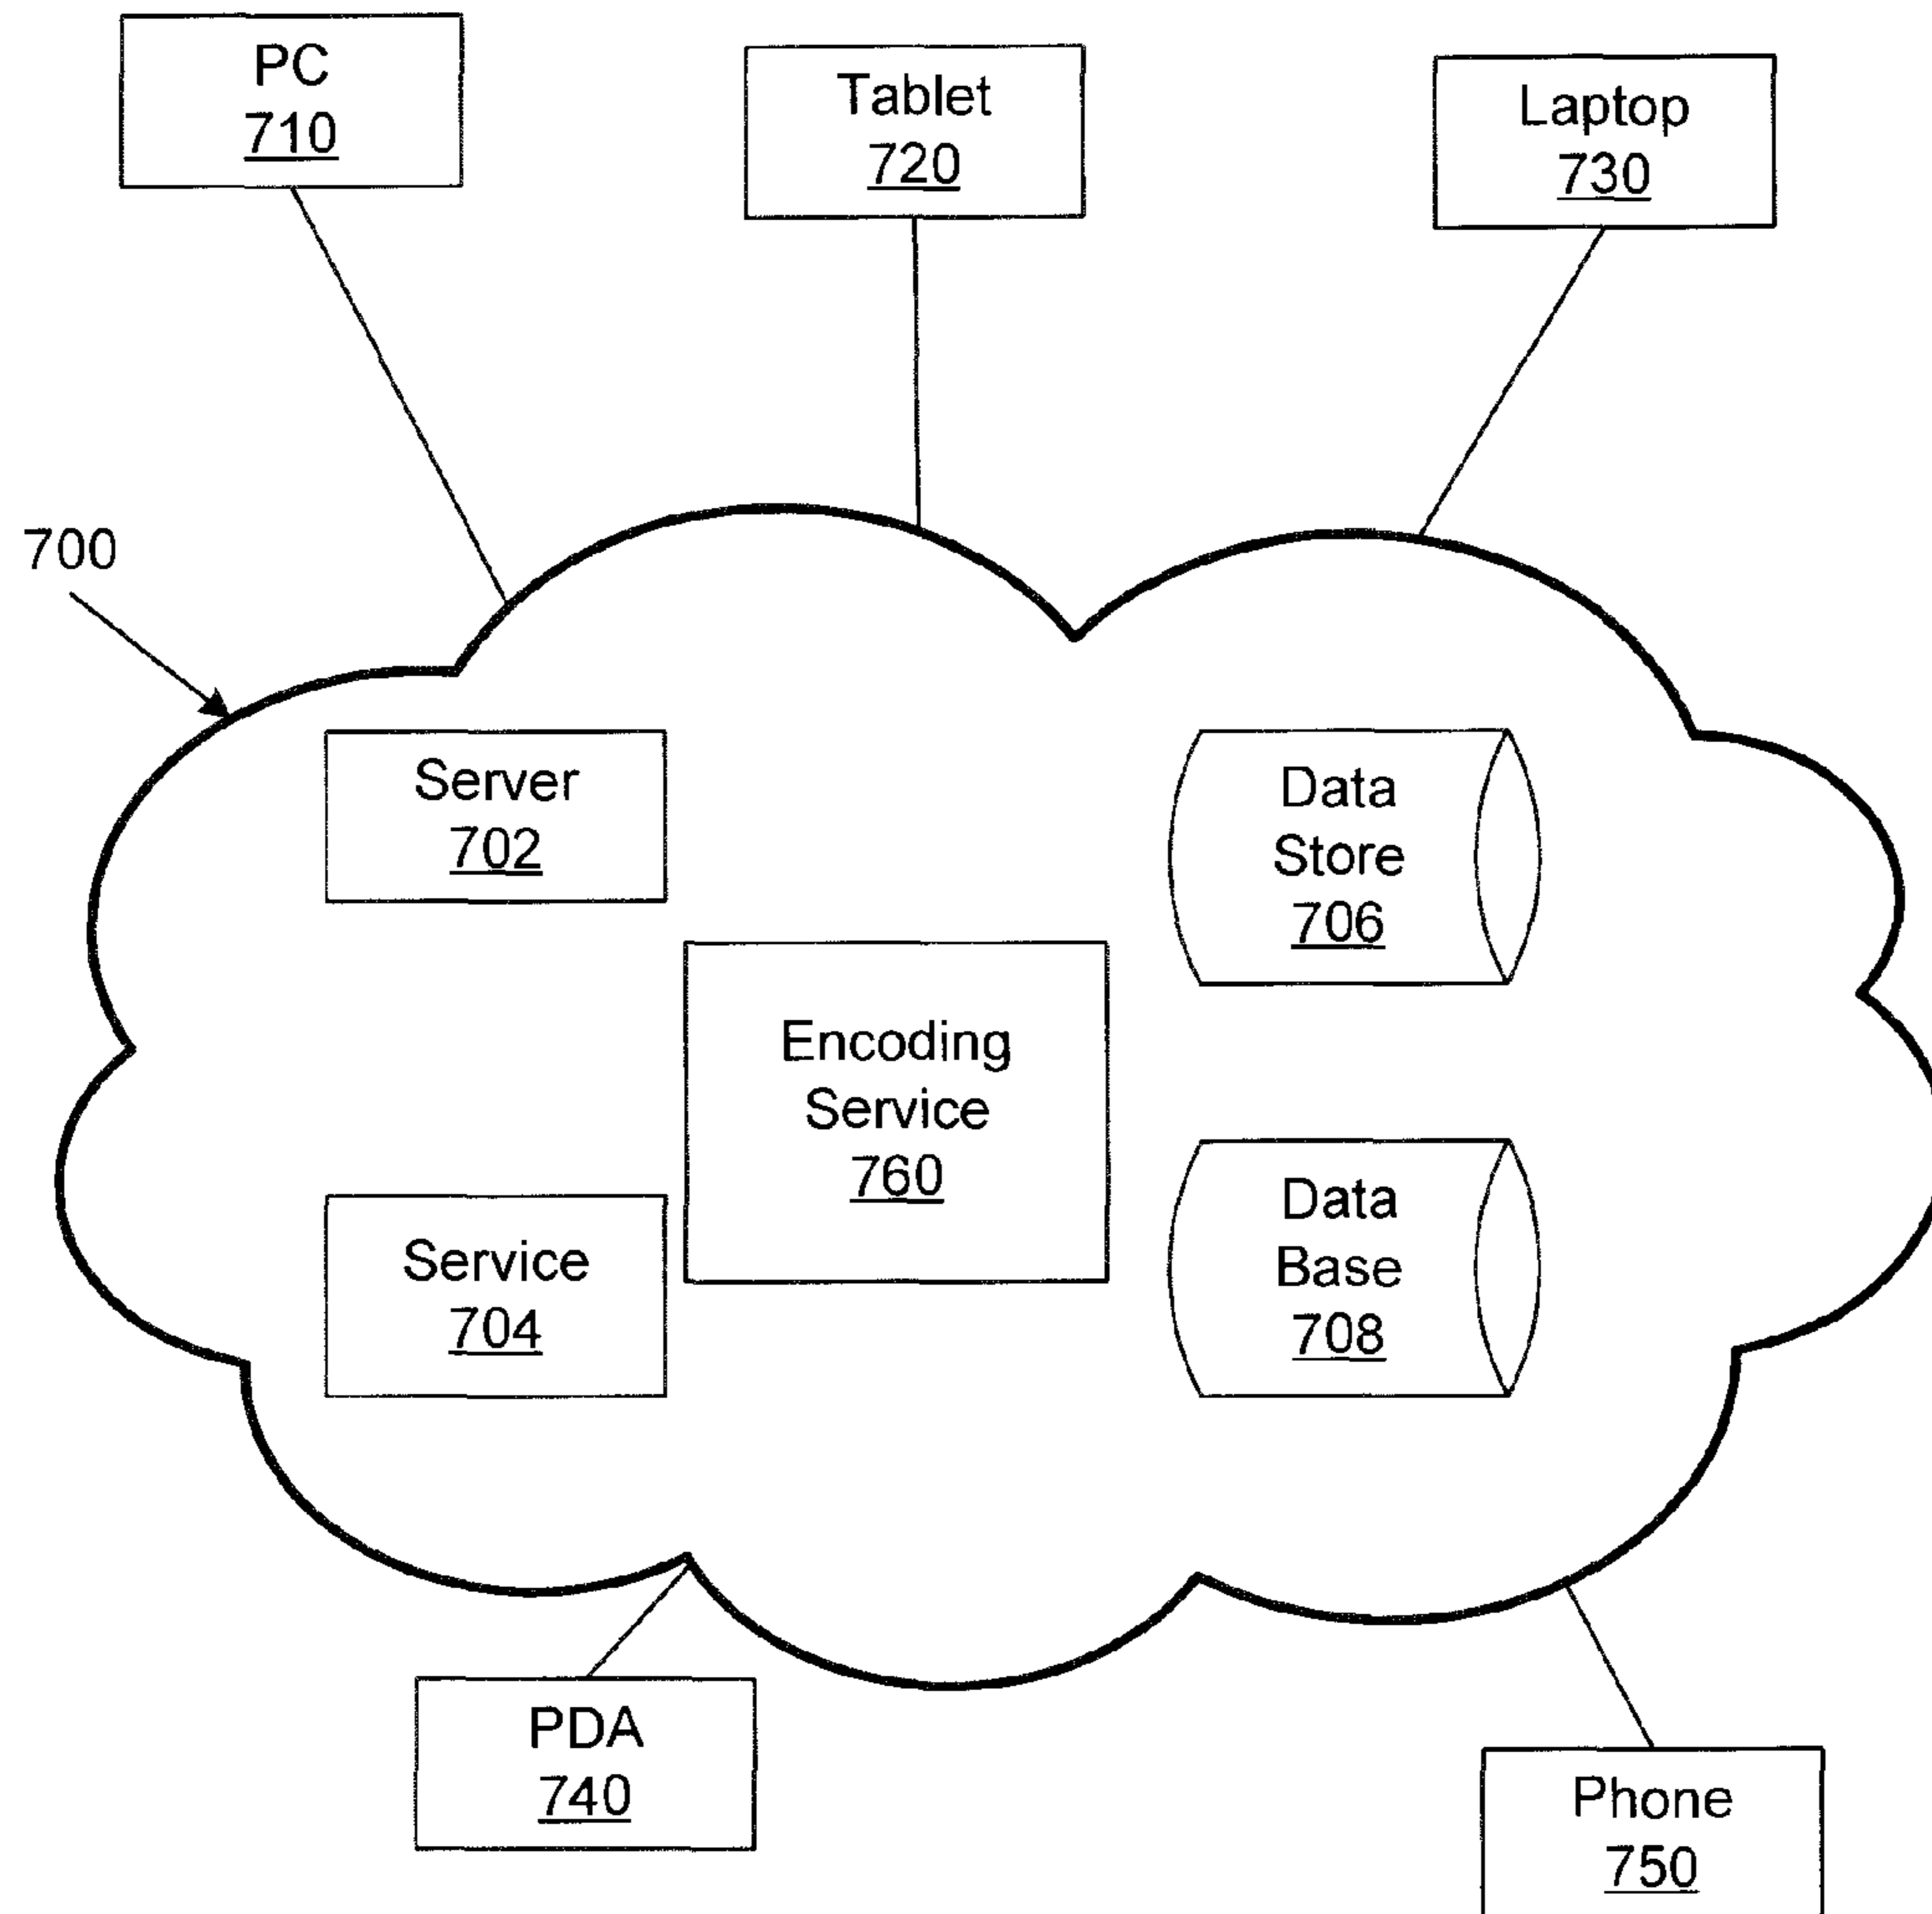 PC
710
Tablet
720
Laptop
730
700
Server
702
Data
Store
706
Encoding
Service
760
Service
704
Data
Base
708
PDA
740
Phone
750